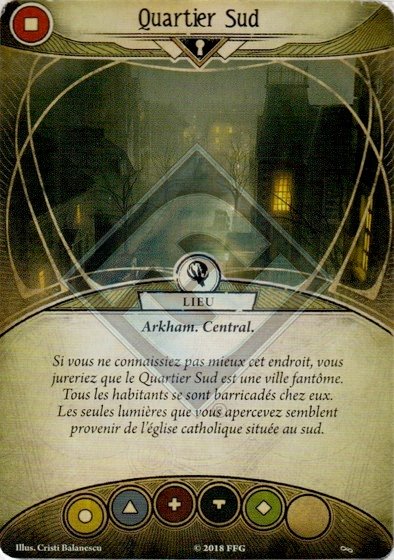 Quartier Sud
LIEU
Arkham. Central.
Si vous ne connaissiez pas mieux cet endroit, vous
jureriez que le Quartier Sud est une ville fantôme.
Tous les habitants se sont barricadés chez eux.
Les seules lumières que vous apercevez semblent
provenir de l'église catholique située au sud.
Illus. Cristi Balanescu
© 2018 FFG